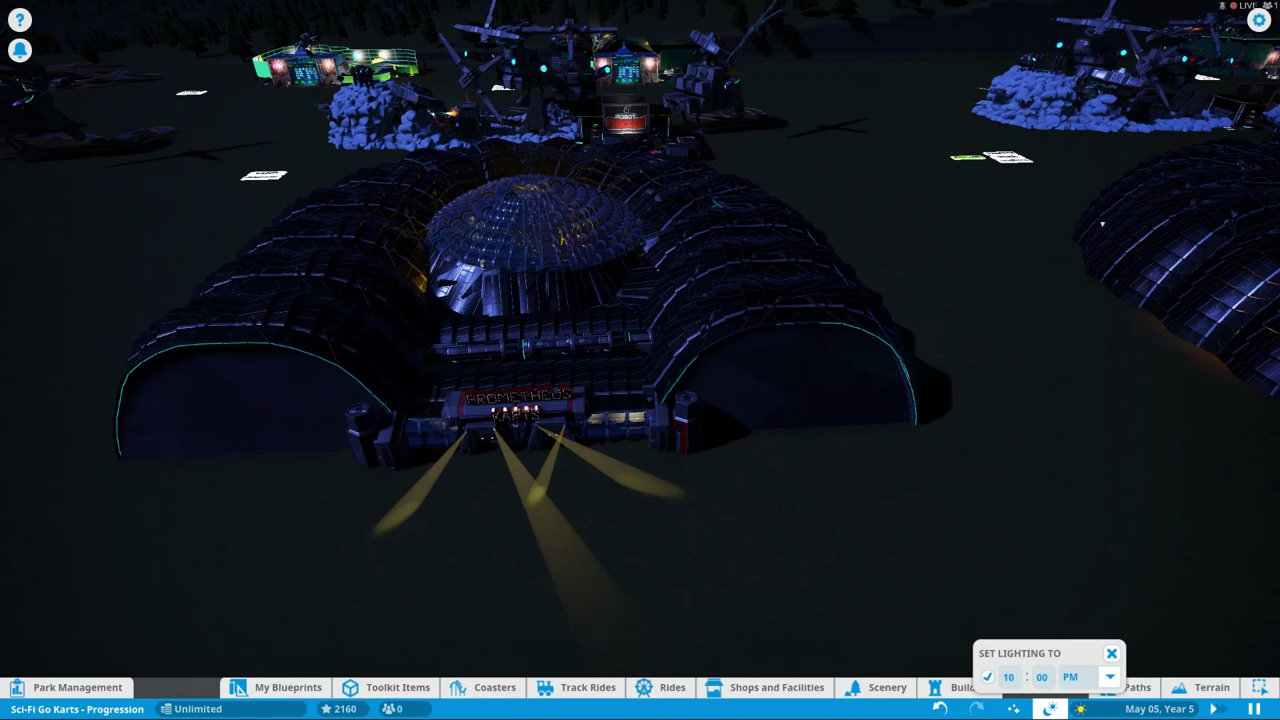 LIVE 1
ROBOT
PROMETHEUS
KARTS
SET LIGHTING TO
10 : 00 PM
Park Management
My Blueprints
Toolkit Items
Coasters
Track Rides
Rides
Shops and Facilities
Scenery
Paths
Terrain
Sci-Fi Go Karts - Progression
Unlimited
2160
0
May 05, Year 5